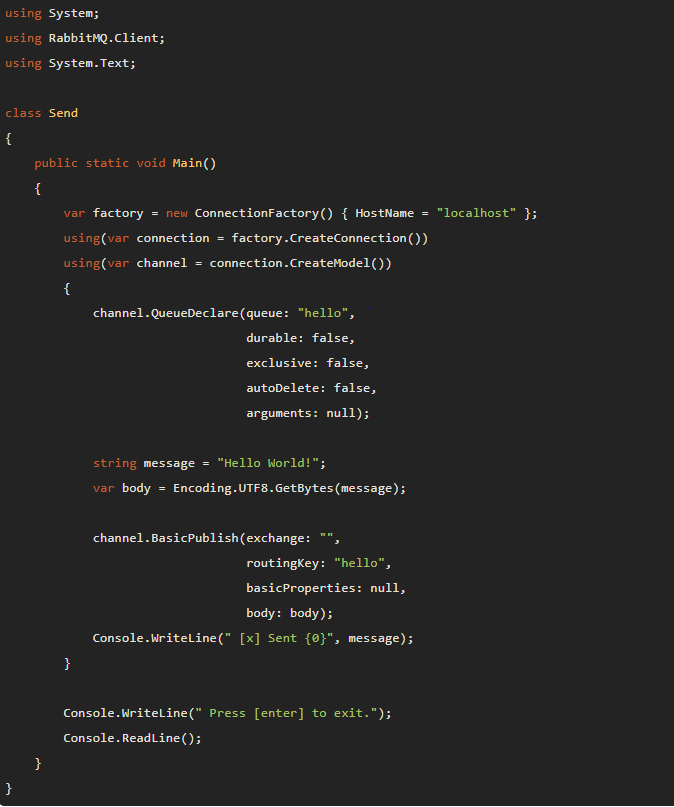 using System;
using RabbitMQ.Client;
using System.Text;

class Send
{
    public static void Main()
    {
        var factory = new ConnectionFactory() { HostName = "localhost" };
        using(var connection = factory.CreateConnection())
        using(var channel = connection.CreateModel())
        {
            channel.QueueDeclare(queue: "hello",
                                 durable: false,
                                 exclusive: false,
                                 autoDelete: false,
                                 arguments: null);

            string message = "Hello World!";
            var body = Encoding.UTF8.GetBytes(message);

            channel.BasicPublish(exchange: "",
                                 routingKey: "hello",
                                 basicProperties: null,
                                 body: body);
            Console.WriteLine(" [x] Sent {0}", message);
        }

        Console.WriteLine(" Press [enter] to exit.");
        Console.ReadLine();
    }
}